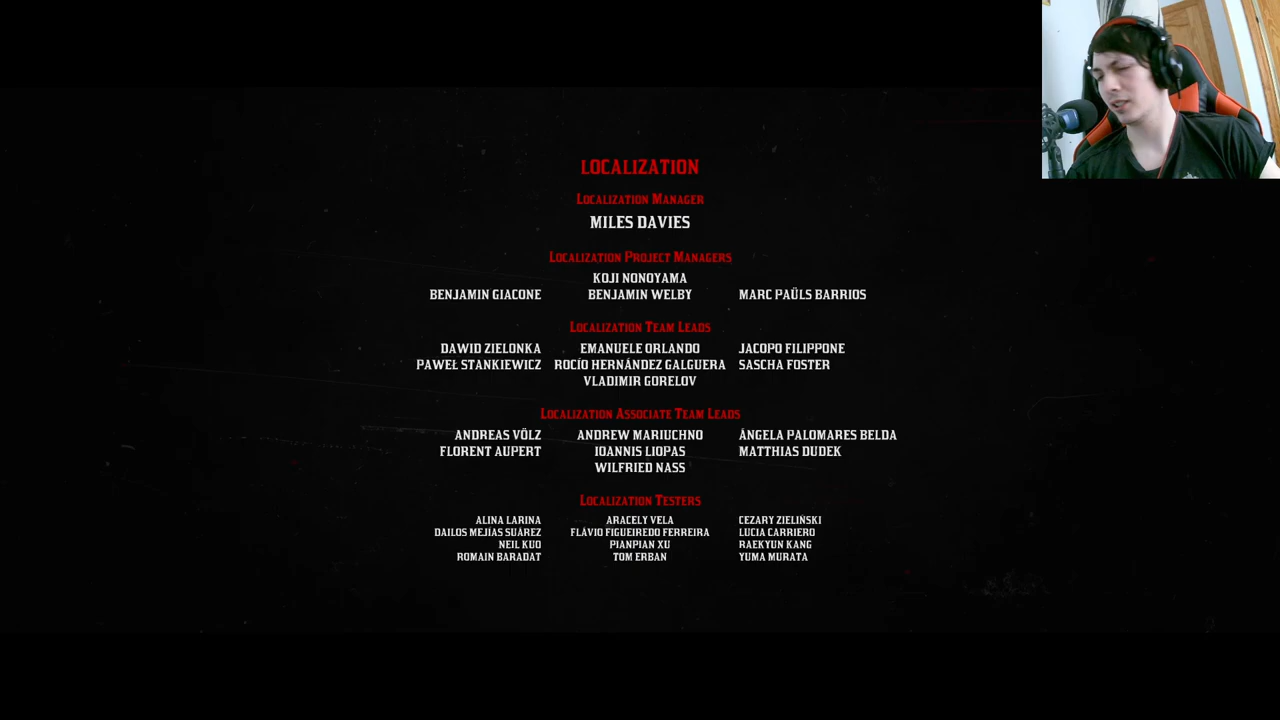 LOCALIZATION
LOCALIZATION MANAGER
MILES DAVIES
LOCALIZATION PROJECT MANAGERS
KOJI NONOYAMA
BENJAMIN GIACONE BENJAMIN WELBY MARC PAÜLS BARRIOS
LOCALIZATION TEAM LEADS
DAWID ZIELONKA EMANUELE ORLANDO JACOPO FILIPPONE
PAWEŁ STANKIEWICZ ROCÍO HERNÁNDEZ GALGUERA SASCHA FOSTER
VLADIMIR GORELOV
LOCALIZATION ASSOCIATE TEAM LEADS
ANDREAS VÖLZ ANDREW MARIUCHNO ÁNGELA PALOMARES BELDA
FLORENT AUPERT IOANNIS LIOPAS MATTHIAS DUDEK
WILFRIED NASS
LOCALIZATION TESTERS
ALINA LARINA ARACELY VELA CEZARY ZIELIŃSKI
DAILOS MEJÍAS SUÁREZ FLÁVIO FIGUEIREDO FERREIRA LUCIA CARRIERO
NEIL KUO PIANPIAN XU RAEKYUN KANG
ROMAIN BARADAT TOM ERBAN YUMA MURATA